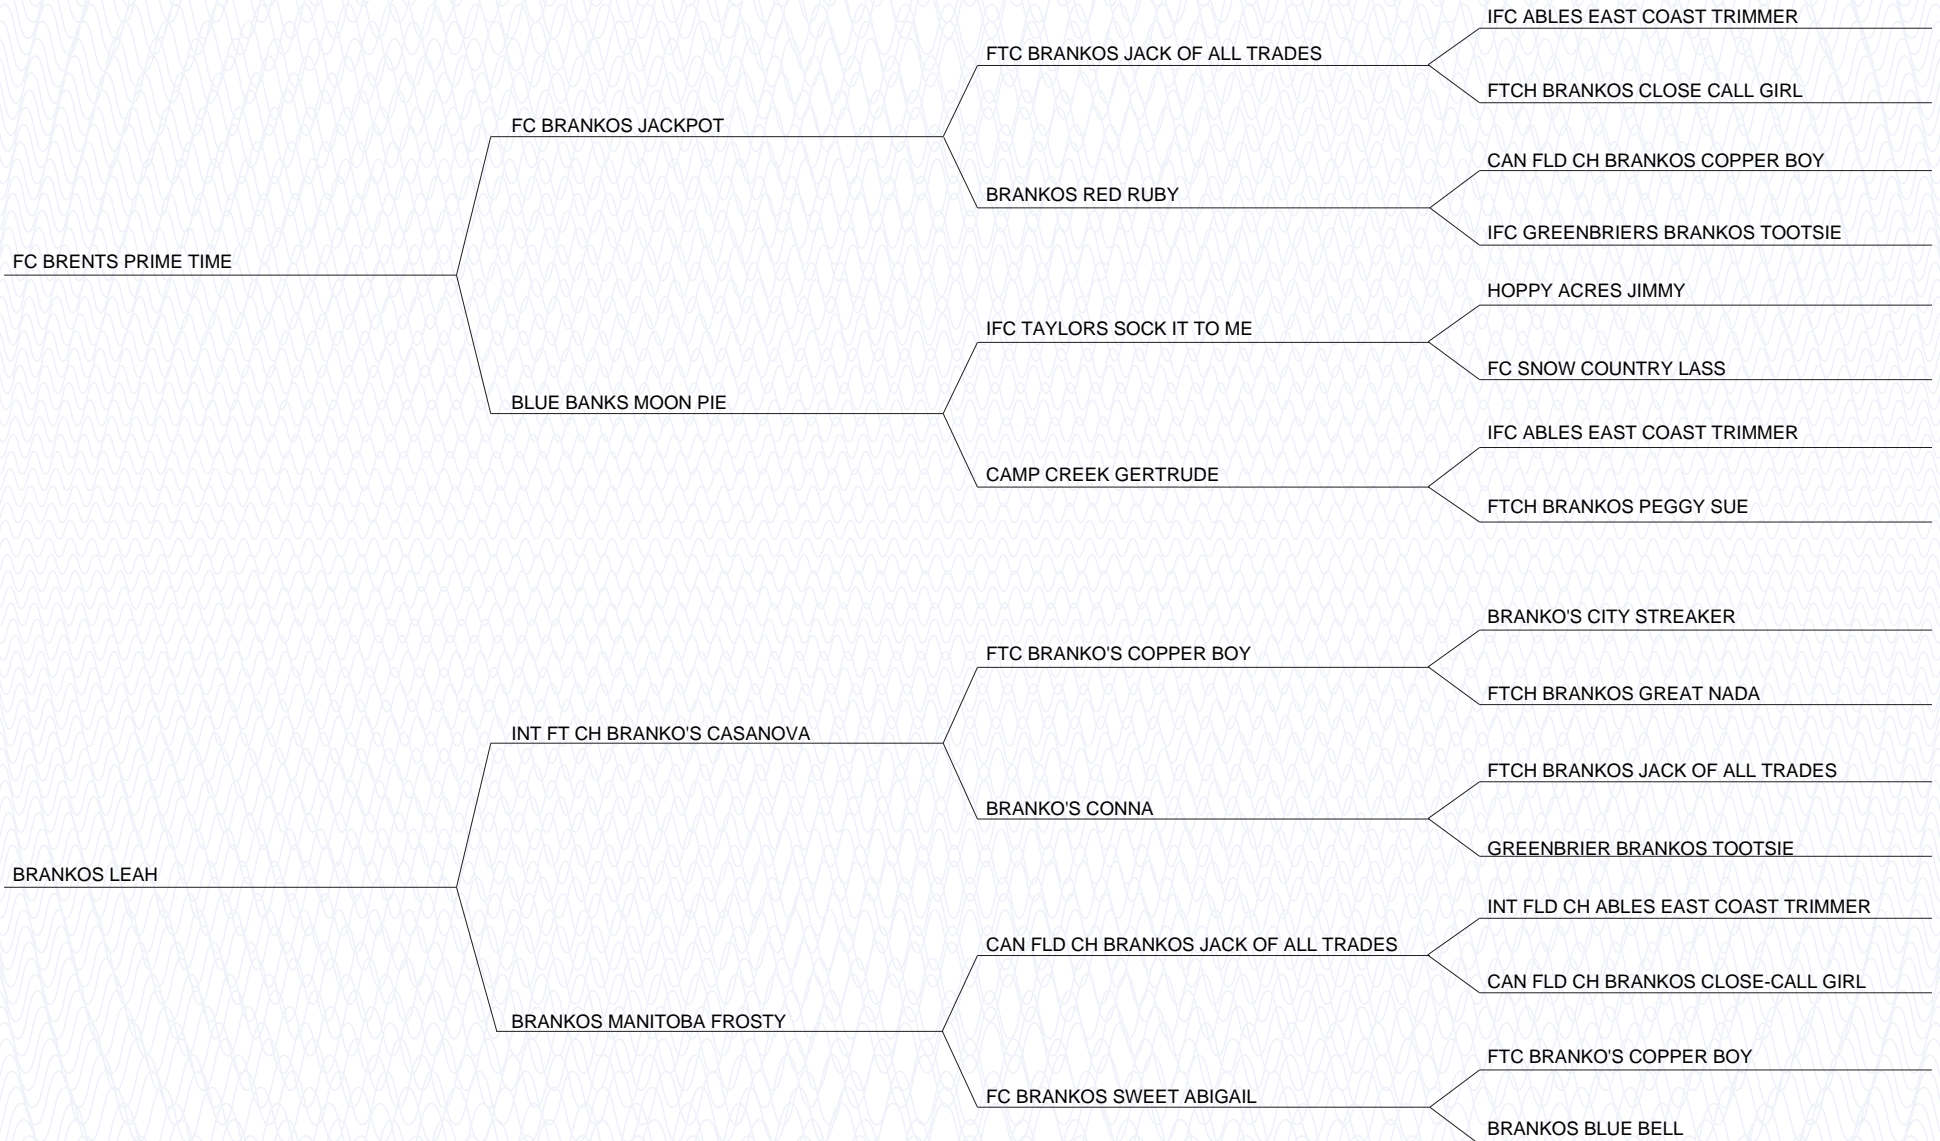 IFC ABLES EAST COAST TRIMMER
FTC BRANKOS JACK OF ALL TRADES
FTCH BRANKOS CLOSE CALL GIRL
FC BRANKOS JACKPOT
CAN FLD CH BRANKOS COPPER BOY
BRANKOS RED RUBY
IFC GREENBRIERS BRANKOS TOOTSIE
FC BRENTS PRIME TIME
HOPPY ACRES JIMMY
IFC TAYLORS SOCK IT TO ME
FC SNOW COUNTRY LASS
BLUE BANKS MOON PIE
IFC ABLES EAST COAST TRIMMER
CAMP CREEK GERTRUDE
FTCH BRANKOS PEGGY SUE
BRANKO'S CITY STREAKER
FTC BRANKO'S COPPER BOY
FTCH BRANKOS GREAT NADA
INT FT CH BRANKO'S CASANOVA
FTCH BRANKOS JACK OF ALL TRADES
BRANKO'S CONNA
GREENBRIER BRANKOS TOOTSIE
BRANKOS LEAH
INT FLD CH ABLES EAST COAST TRIMMER
CAN FLD CH BRANKOS JACK OF ALL TRADES
CAN FLD CH BRANKOS CLOSE-CALL GIRL
BRANKOS MANITOBA FROSTY
FTC BRANKO'S COPPER BOY
FC BRANKOS SWEET ABIGAIL
BRANKOS BLUE BELL